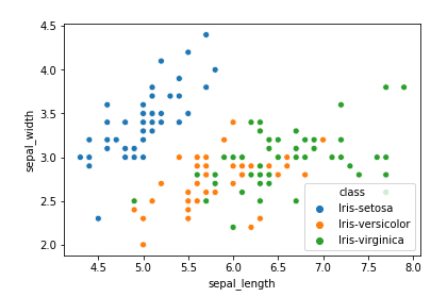 4.5
4.0
3.5
3.0
2.5
2.0
sepal_width
class
Iris-setosa
Iris-versicolor
Iris-virginica
4.5 5.0 5.5 6.0 6.5 7.0 7.5 8.0
sepal_length